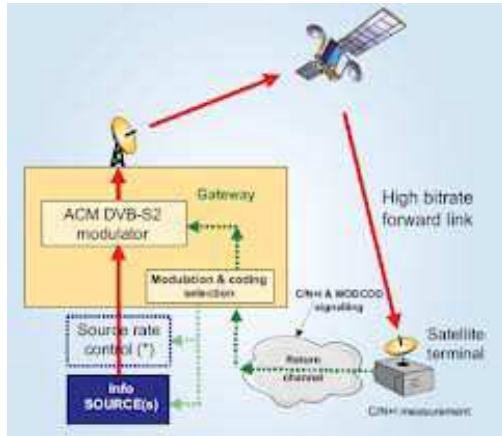 Gateway
ACM DVB-S2
modulator
High bitrate
forward link
Modulation & coding
selection
C/N+I & MODCOD
signalling
Source rate
control (*)
Return
channel
Satellite
terminal
Info
SOURCE(s)
C/N+I measurement